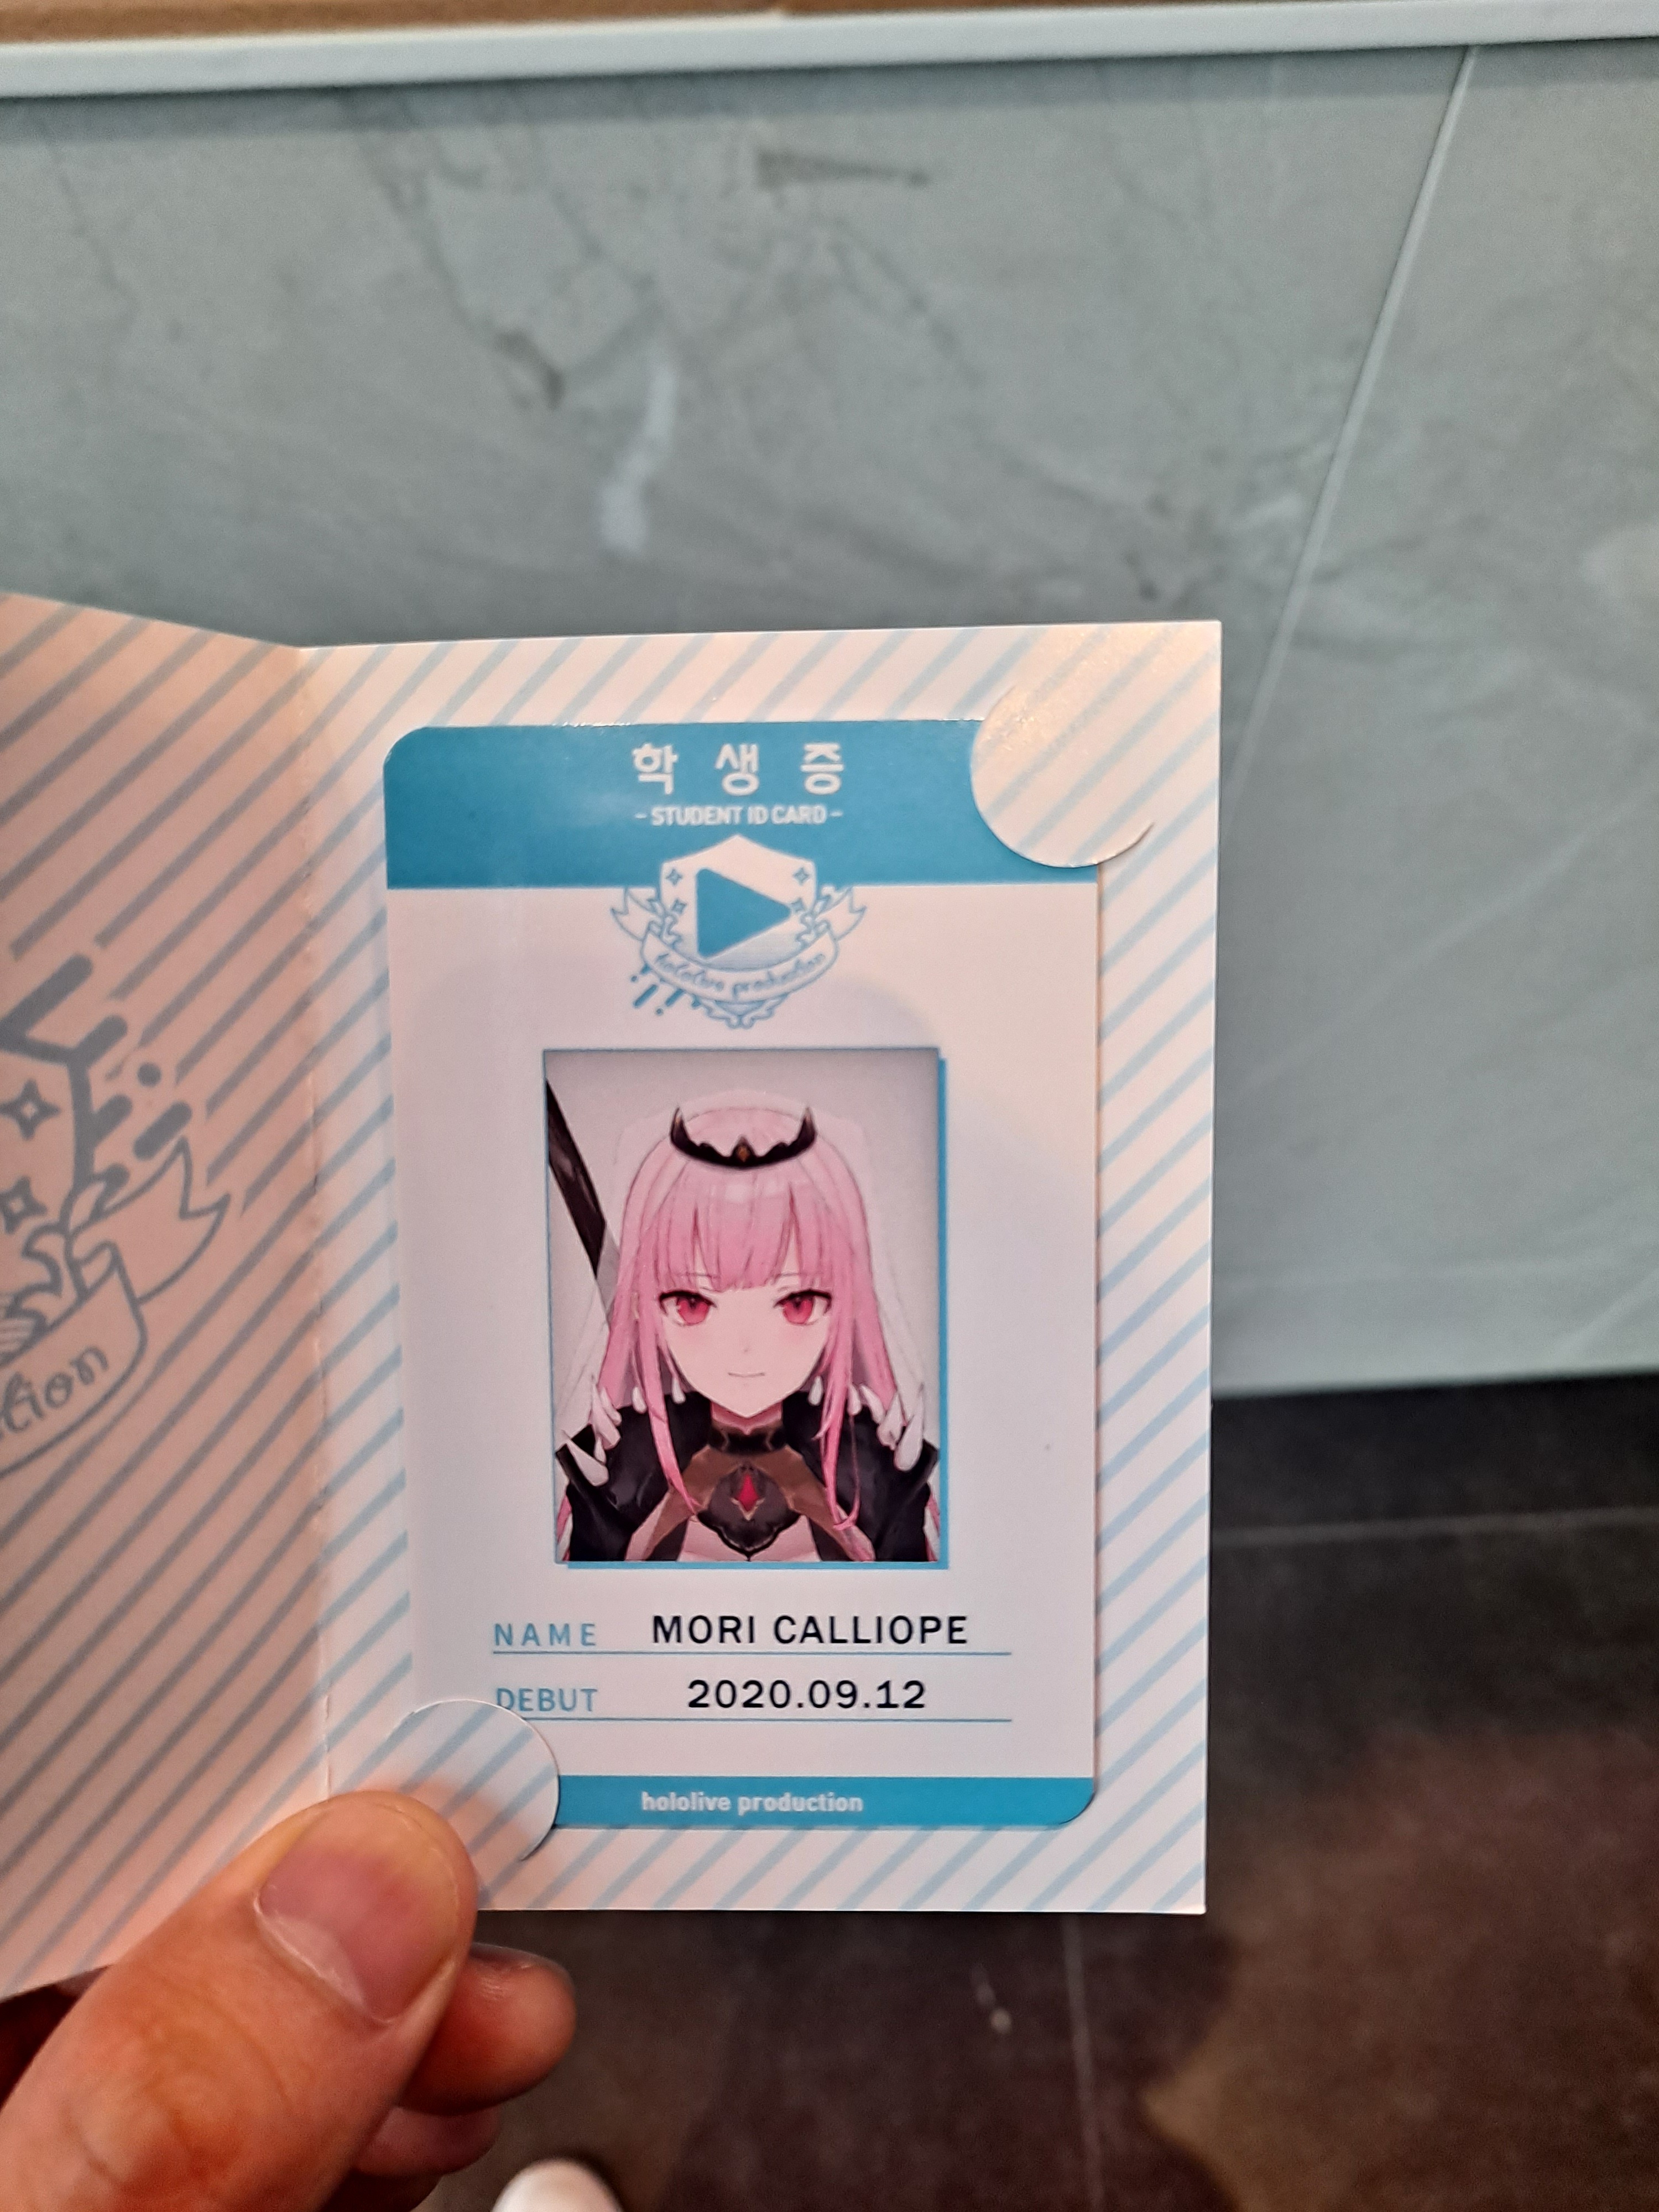 학생증
- STUDENT ID CARD -
hololive production
NAME MORI CALLIOPE
DEBUT 2020.09.12
hololive production